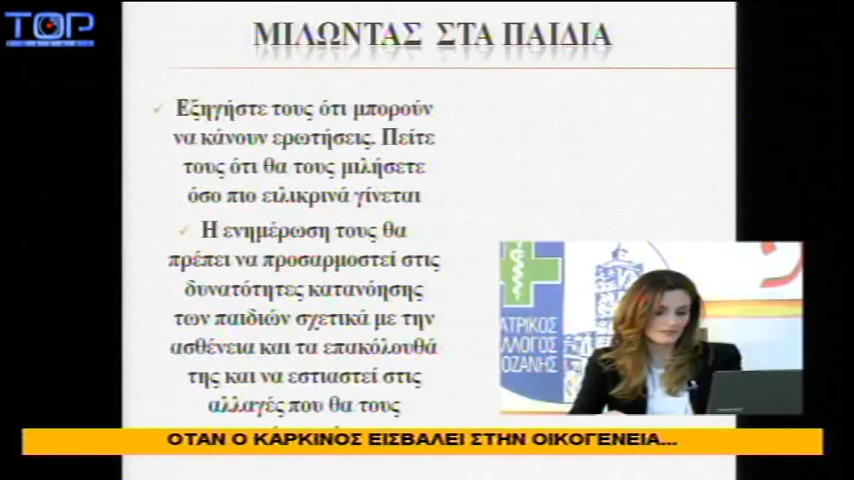 TOP
ΜΙΛΩΝΤΑΣ ΣΤΑ ΠΑΙΔΙΑ
Εξηγήστε τους ότι μπορούν
να κάνουν ερωτήσεις. Πείτε
τους ότι θα τους μιλήσετε
όσο πιο ειλικρινά γίνεται
Η ενημέρωση τους θα
πρέπει να προσαρμοστεί στις
δυνατότητες κατανόησης
των παιδιών σχετικά με την
ασθένεια και τα επακόλουθά
της και να εστιαστεί στις
αλλαγές που θα τους
ΑΤΡΙΚΟΣ
ΛΛΟΓΟΣ
ΟΖΑΝΗΣ
ΟΤΑΝ Ο ΚΑΡΚΙΝΟΣ ΕΙΣΒΑΛΕΙ ΣΤΗΝ ΟΙΚΟΓΕΝΕΙΑ...